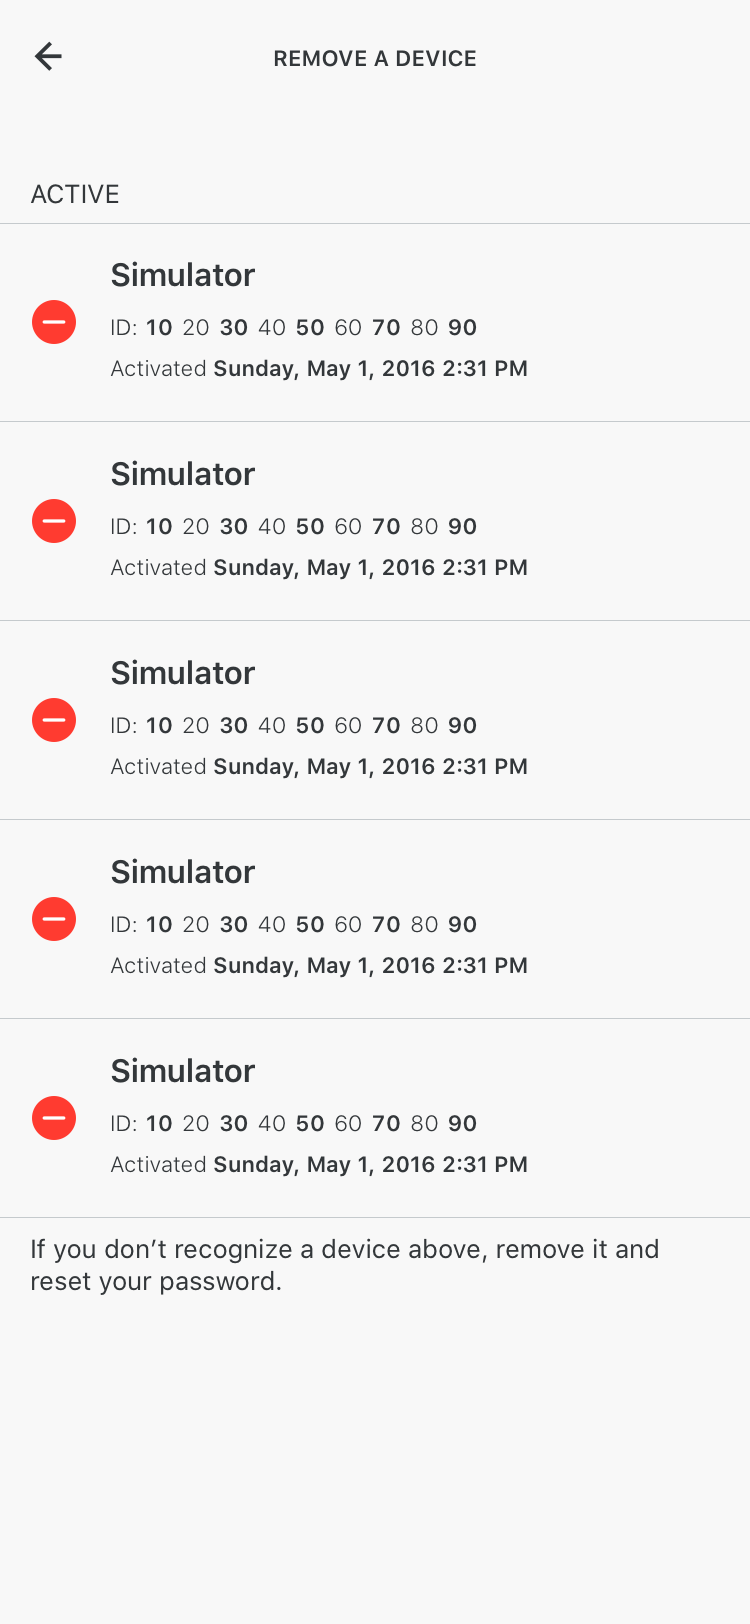 REMOVE A DEVICE
ACTIVE
Simulator
ID: 10 20 30 40 50 60 70 80 90
Activated Sunday, May 1, 2016 2:31 PM
Simulator
ID: 10 20 30 40 50 60 70 80 90
Activated Sunday, May 1, 2016 2:31 PM
Simulator
ID: 10 20 30 40 50 60 70 80 90
Activated Sunday, May 1, 2016 2:31 PM
Simulator
ID: 10 20 30 40 50 60 70 80 90
Activated Sunday, May 1, 2016 2:31 PM
Simulator
ID: 10 20 30 40 50 60 70 80 90
Activated Sunday, May 1, 2016 2:31 PM
If you don’t recognize a device above, remove it and
reset your password.